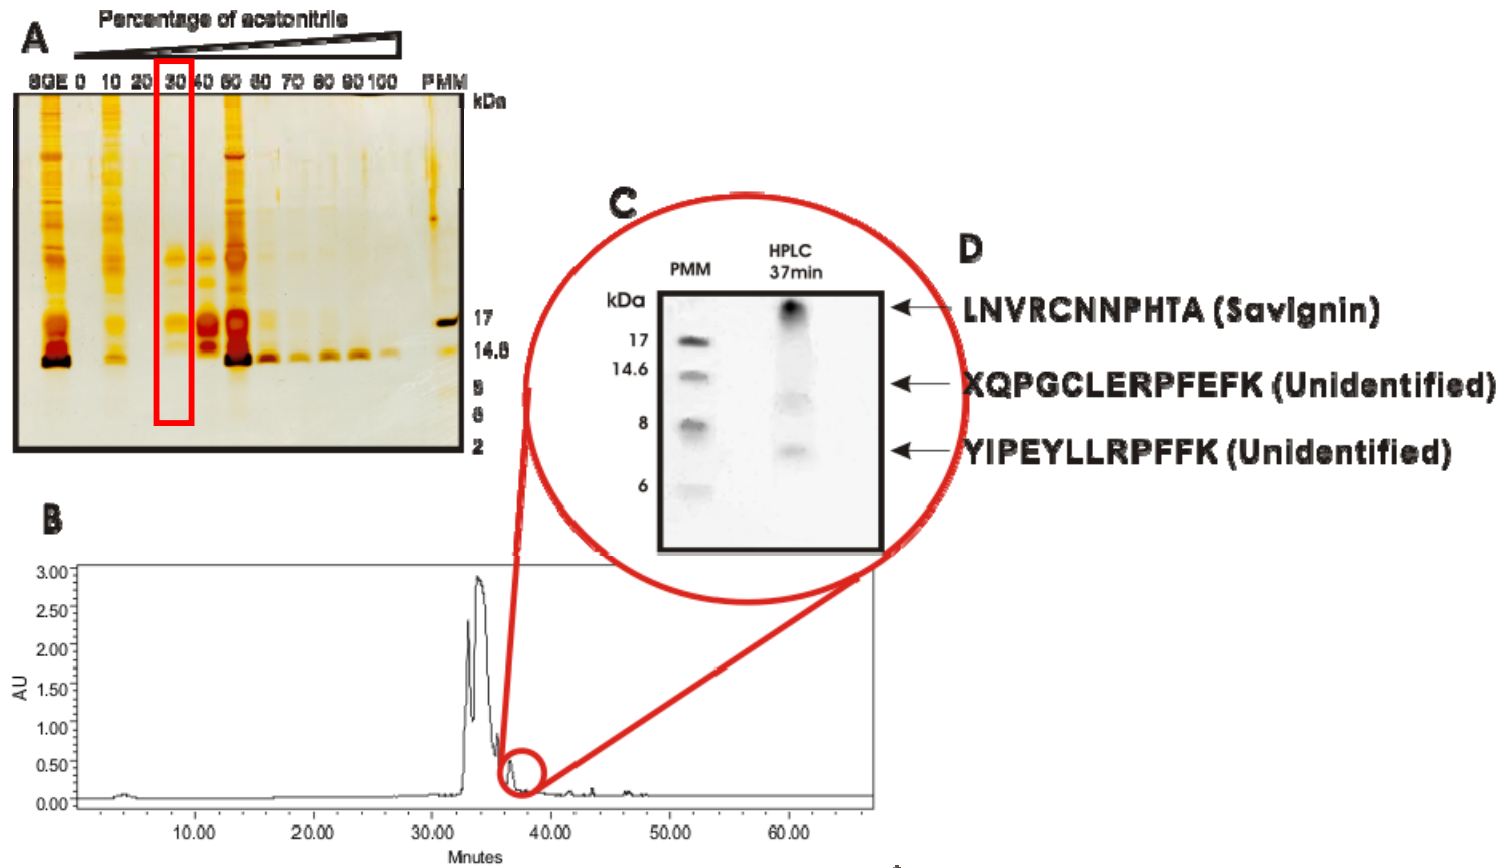 A
Percentage of acetonitrile
SGE 0 10 20 30 40 50 60 70 80 90 100 PMM
kDa
17
14.6
8
6
2
C
PMM
HPLC
37min
kDa
17
14.6
8
6
D
LNVRCNNPHTA (Savignin)
XQPGCLERPFEFK (Unidentified)
YIPEYLLRPFFK (Unidentified)
B
AU
3.00
2.50
2.00
1.50
1.00
0.50
0.00
10.00 20.00 30.00 40.00 50.00 60.00
Minutes